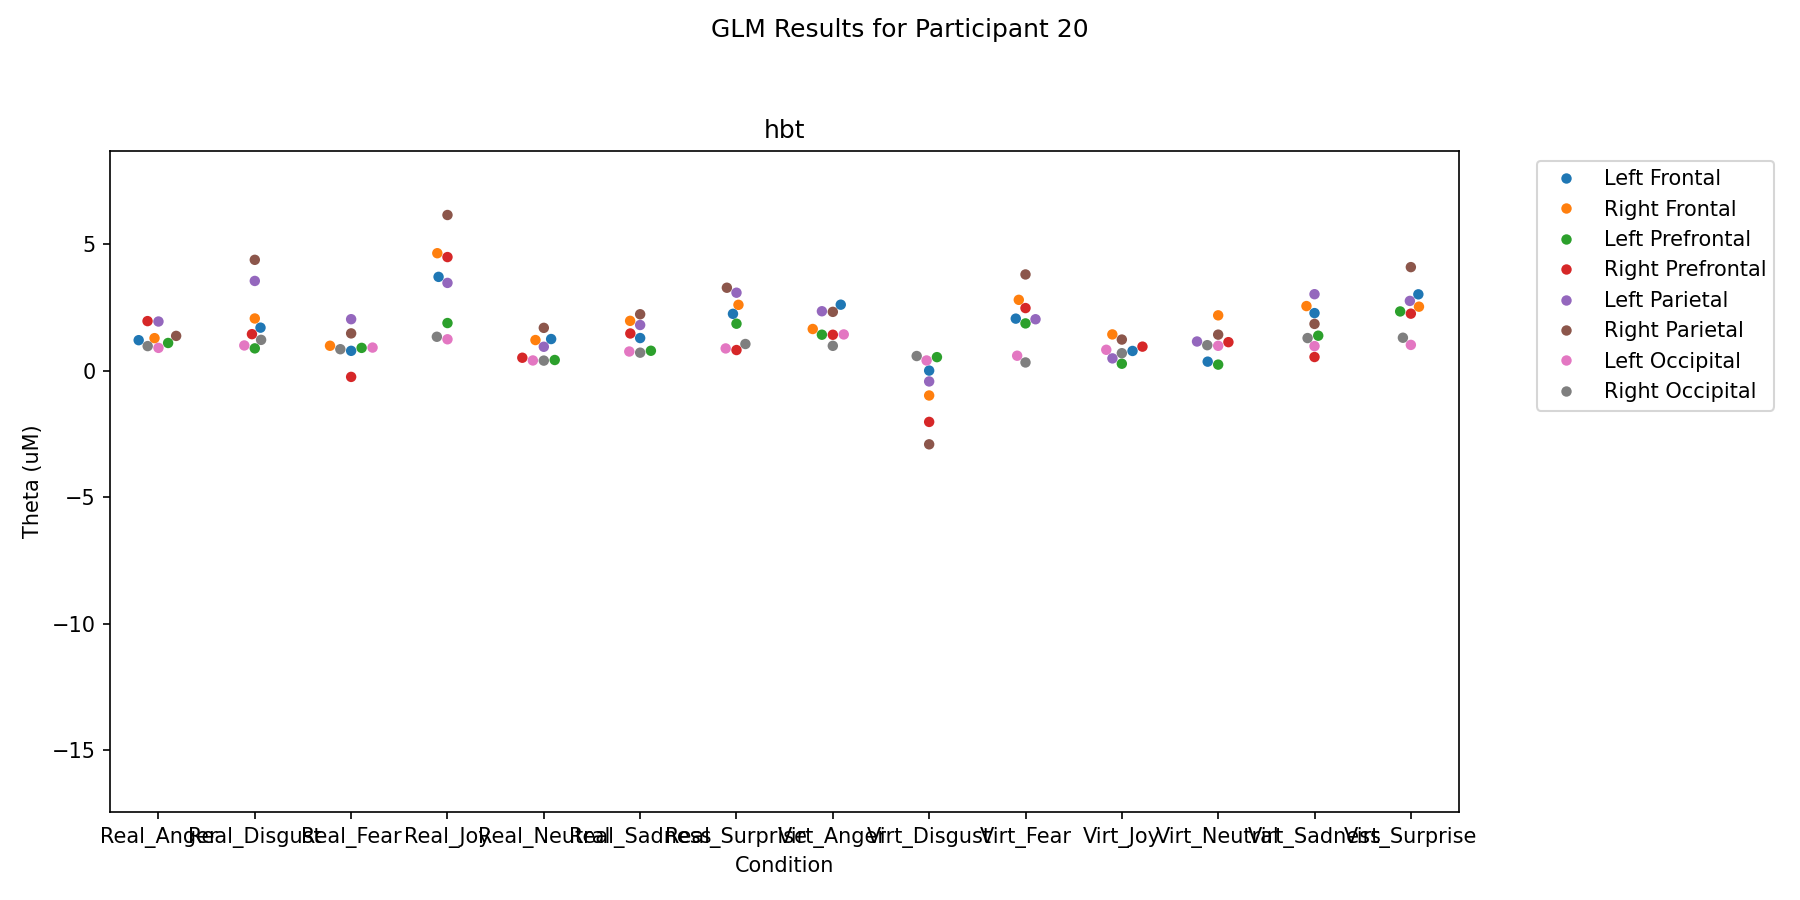 GLM Results for Participant 20
hbt
Theta (uM)
5
0
−5
−10
−15
Real_Anger
Real_Disgust
Real_Fear
Real_Joy
Real_Neutral
Real_Sadness
Real_Surprise
Virt_Anger
Virt_Disgust
Virt_Fear
Virt_Joy
Virt_Neutral
Virt_Sadness
Virt_Surprise
Condition
Left Frontal
Right Frontal
Left Prefrontal
Right Prefrontal
Left Parietal
Right Parietal
Left Occipital
Right Occipital